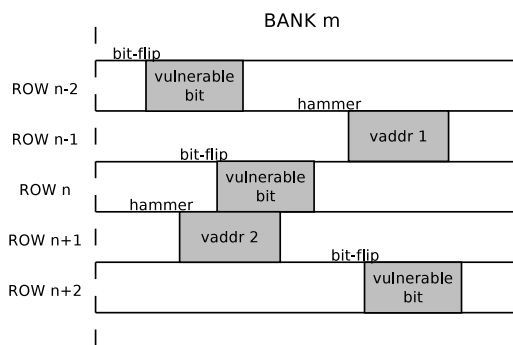 BANK m
bit-flip
ROW n-2
vulnerable
bit
hammer
ROW n-1
vaddr 1
bit-flip
ROW n
vulnerable
bit
hammer
ROW n+1
vaddr 2
bit-flip
ROW n+2
vulnerable
bit